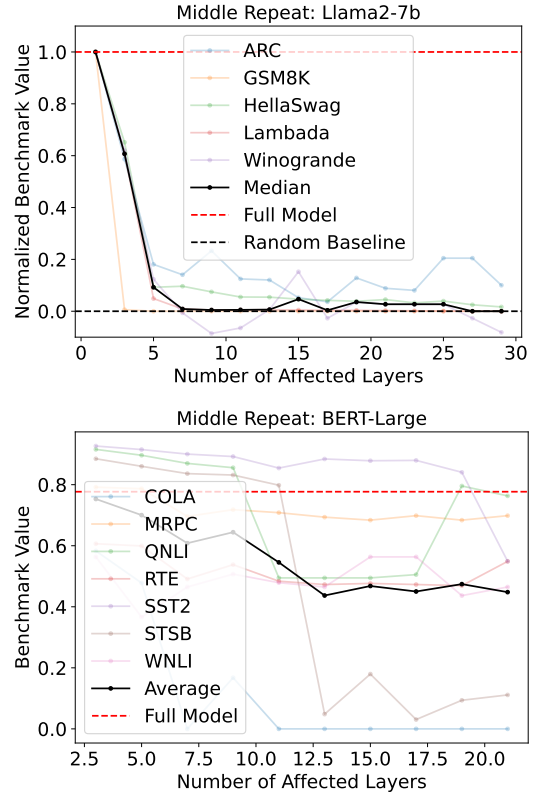 Middle Repeat: Llama2-7b
Normalized Benchmark Value
1.0
0.8
0.6
0.4
0.2
0.0
ARC
GSM8K
HellaSwag
Lambada
Winogrande
Median
Full Model
Random Baseline
0 5 10 15 20 25 30
Number of Affected Layers
Middle Repeat: BERT-Large
Benchmark Value
0.8
0.6
0.4
0.2
0.0
COLA
MRPC
QNLI
RTE
SST2
STSB
WNLI
Average
Full Model
2.5 5.0 7.5 10.0 12.5 15.0 17.5 20.0
Number of Affected Layers